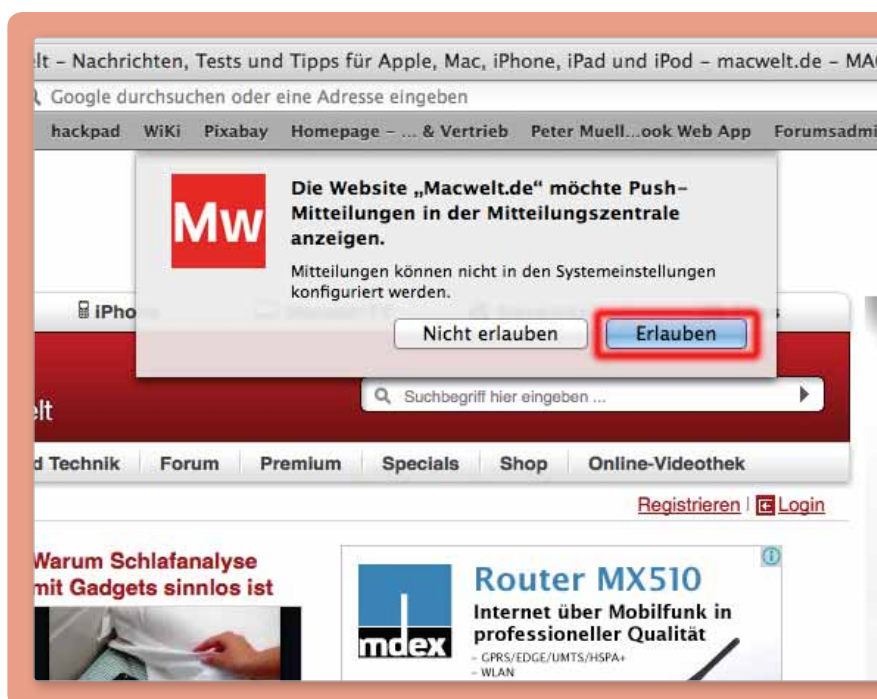 elt – Nachrichten, Tests und Tipps für Apple, Mac, iPhone, iPad und iPod – macwelt.de – MAC
Google durchsuchen oder eine Adresse eingeben
hackpad WiKi Pixabay Homepage – ... & Vertrieb Peter Muell...ook Web App Forumsadmi
Mw
Die Website „Macwelt.de“ möchte Push-
Mitteilungen in der Mitteilungszentrale
anzeigen.
Mitteilungen können nicht in den Systemeinstellungen
konfiguriert werden.
iPho
Nicht erlauben Erlauben
elt
Suchbegriff hier eingeben ...
d Technik Forum Premium Specials Shop Online-Videothek
Registrieren | Login
Warum Schlafanalyse
mit Gadgets sinnlos ist
mdex
Router MX510
Internet über Mobilfunk in
professioneller Qualität
- GPRS/EDGE/UMTS/HSPA+
- WLAN